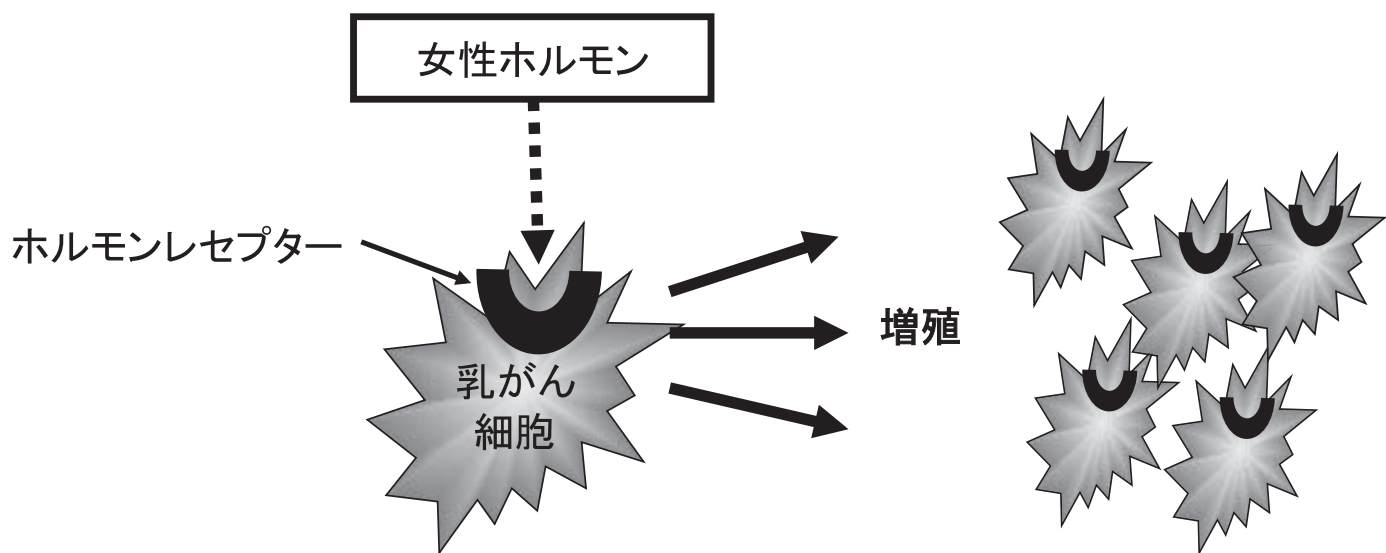 女性ホルモン
ホルモンレセプター
増殖
乳がん
細胞